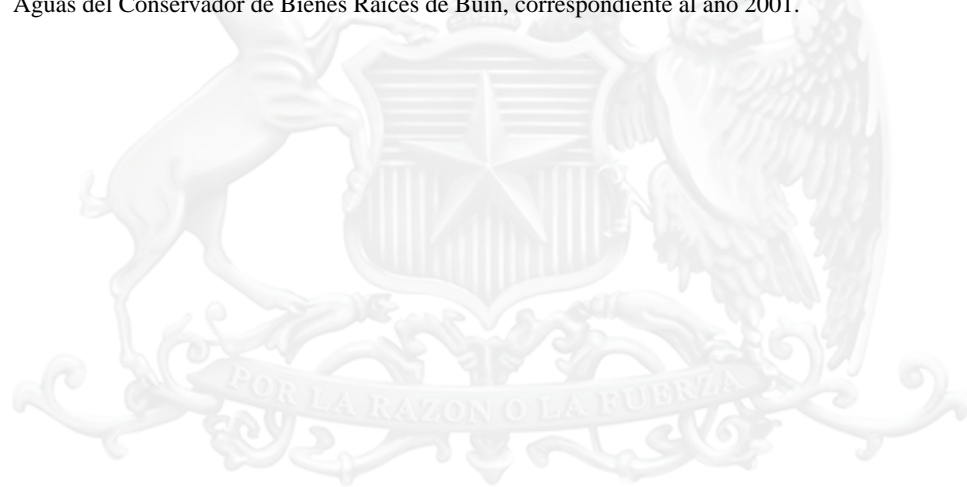 Aguas del Conservador de Bienes Raíces de Buin, correspondiente al año 2001.
POR LA RAZON O LA FUERZA